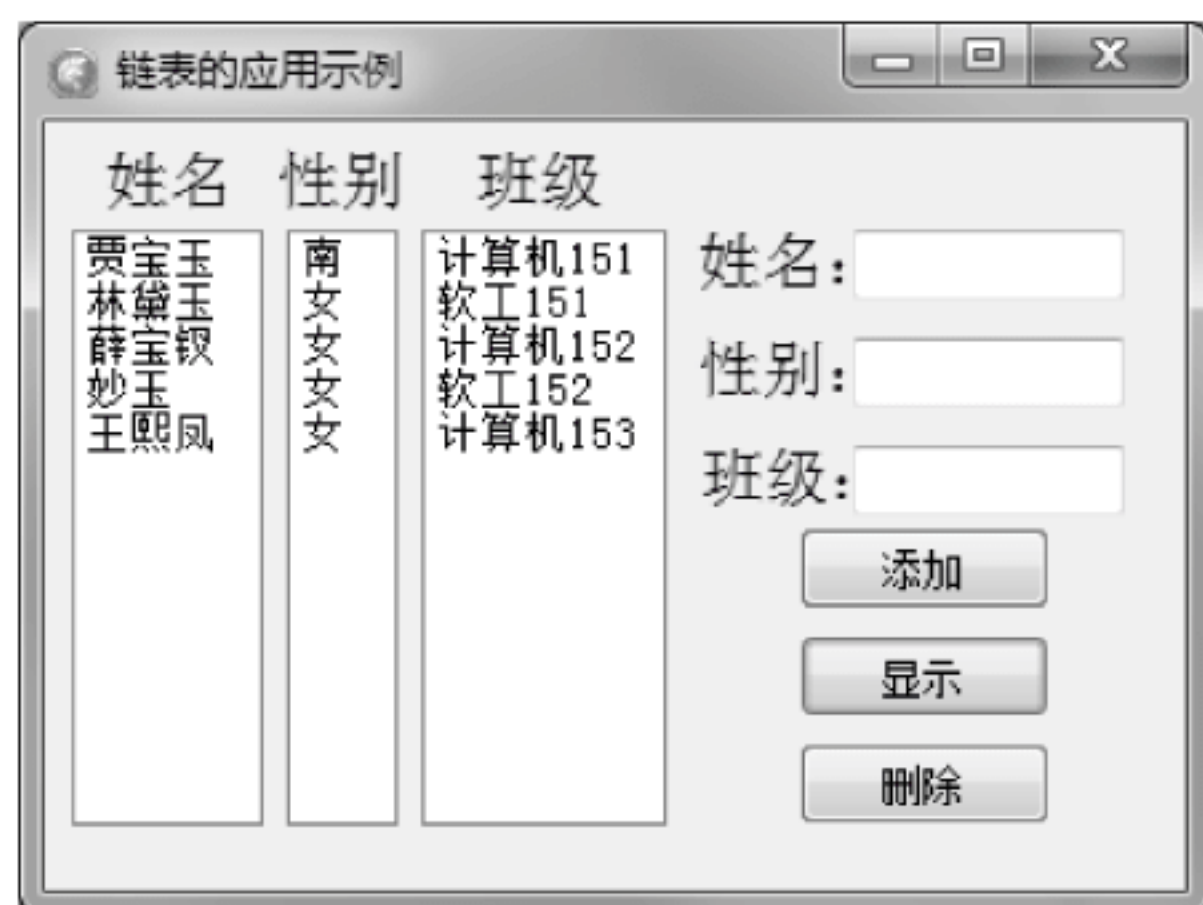 链表的应用示例
姓名 性别 班级
贾宝玉 南 计算机151
林黛玉 女 软工151
薛宝钗 女 计算机152
妙玉 女 软工152
王熙凤 女 计算机153
姓名:
性别:
班级:
添加
显示
删除